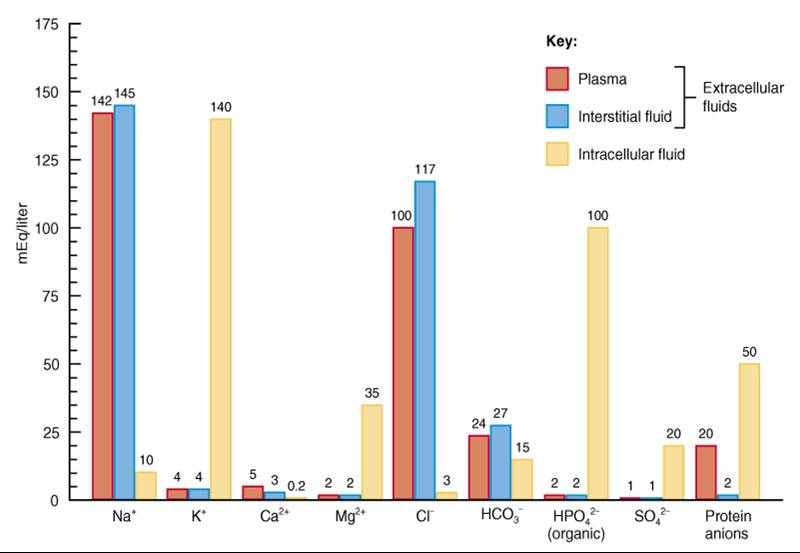 175
150
125
100
75
50
25
0
mEq/liter
Key:
Plasma
Interstitial fluid
Intracellular fluid
Extracellular
fluids
142 145 10
4 4 140
5 3 0.2
2 2 35
100 117 3
24 27 15
2 2 100
1 1 20
20 2 50
Na⁺ K⁺ Ca²⁺ Mg²⁺ Cl⁻ HCO₃⁻ HPO₄²⁻ SO₄²⁻ Protein
(organic) anions